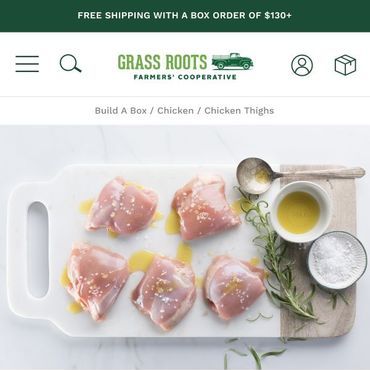 FREE SHIPPING WITH A BOX ORDER OF $130+
GRASS ROOTS
FARMERS' COOPERATIVE
Build A Box / Chicken / Chicken Thighs